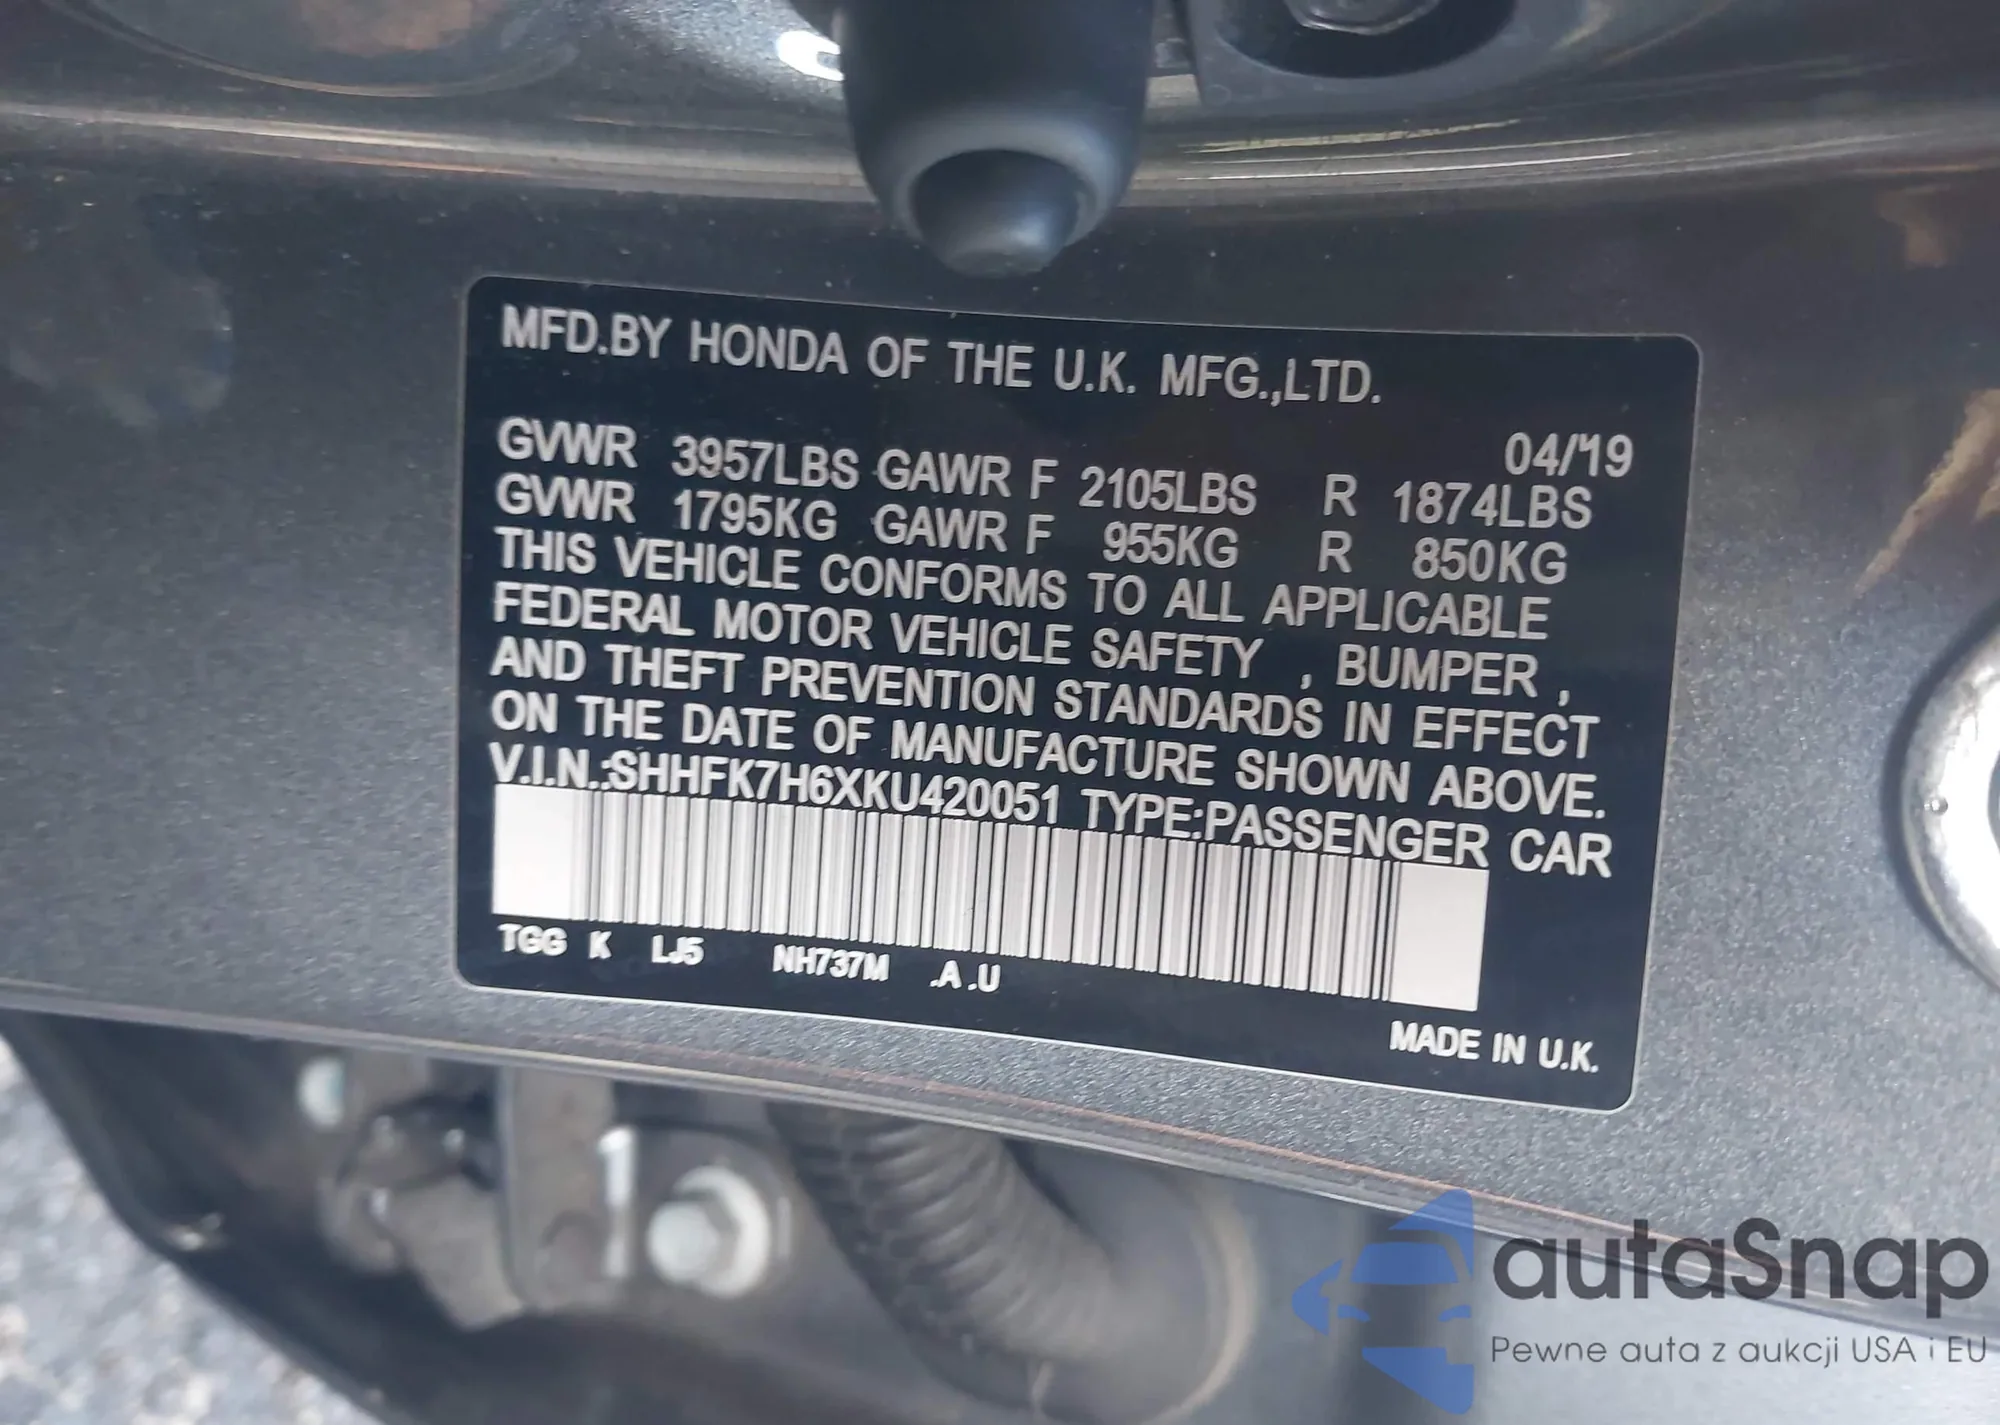 MFD.BY HONDA OF THE U.K. MFG.,LTD.
04/'19
GVWR 3957LBS GAWR F 2105LBS R 1874LBS
GVWR 1795KG GAWR F 955KG R 850KG
THIS VEHICLE CONFORMS TO ALL APPLICABLE
FEDERAL MOTOR VEHICLE SAFETY , BUMPER ,
AND THEFT PREVENTION STANDARDS IN EFFECT
ON THE DATE OF MANUFACTURE SHOWN ABOVE.
V.I.N.:SHHFK7H6XKU420051 TYPE:PASSENGER CAR
TGG K LJ5 NH737M .A .U
MADE IN U.K.
autaSnap
Pewne auta z aukcji USA i EU